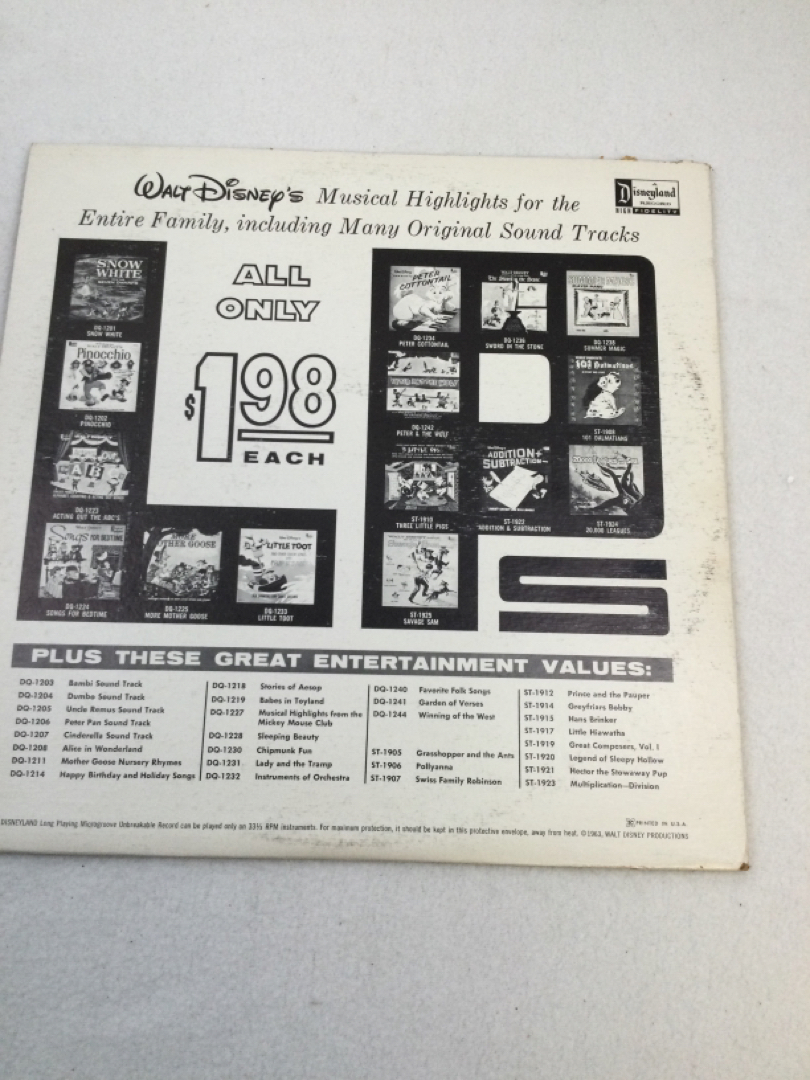 WALT DISNEY'S Musical Highlights for the
Entire Family, including Many Original Sound Tracks
Disneyland
HIGH FIDELITY
ALL
ONLY
$1.98
EACH
SNOW
WHITE
DQ-1201
SNOW WHITE
Pinocchio
DQ-1202
PINOCCHIO
DQ-1223
ACTING OUT THE ABC'S
SONGS FOR BEDTIME
DQ-1224
SONGS FOR BEDTIME
MOTHER GOOSE
DQ-1225
MORE MOTHER GOOSE
LITTLE TOOT
DQ-1233
LITTLE TOOT
PETER
COTTONTAIL
DQ-1234
PETER COTTONTAIL
DQ-1236
SWORD IN THE STONE
DQ-1238
SUMMER MAGIC
DQ-1242
PETER & THE WOLF
101 Dalmatians
ST-1908
101 DALMATIANS
ST-1910
THREE LITTLE PIGS
ADDITION+
SUBTRACTION-
ST-1922
ADDITION & SUBTRACTION
ST-1924
20,000 LEAGUES
ST-1925
SAVAGE SAM
PLUS THESE GREAT ENTERTAINMENT VALUES:
DQ-1203 Bambi Sound Track
DQ-1204 Dumbo Sound Track
DQ-1205 Uncle Remus Sound Track
DQ-1206 Peter Pan Sound Track
DQ-1207 Cinderella Sound Track
DQ-1208 Alice in Wonderland
DQ-1211 Mother Goose Nursery Rhymes
DQ-1214 Happy Birthday and Holiday Songs
DQ-1218 Stories of Aesop
DQ-1219 Babes in Toyland
DQ-1227 Musical Highlights from the
Mickey Mouse Club
DQ-1228 Sleeping Beauty
DQ-1230 Chipmunk Fun
DQ-1231 Lady and the Tramp
DQ-1232 Instruments of Orchestra
DQ-1240 Favorite Folk Songs
DQ-1241 Garden of Verses
DQ-1244 Winning of the West
ST-1905 Grasshopper and the Ants
ST-1906 Pollyanna
ST-1907 Swiss Family Robinson
ST-1912 Prince and the Pauper
ST-1914 Greyfriars Bobby
ST-1915 Hans Brinker
ST-1917 Little Hiawatha
ST-1919 Great Composers, Vol. I
ST-1920 Legend of Sleepy Hollow
ST-1921 Hector the Stowaway Pup
ST-1923 Multiplication—Division
PRINTED IN U.S.A.
DISNEYLAND Long Playing Microgroove Unbreakable Record can be played only on 33⅓ RPM instruments. For maximum protection, it should be kept in this protective envelope, away from heat. © 1963, WALT DISNEY PRODUCTIONS